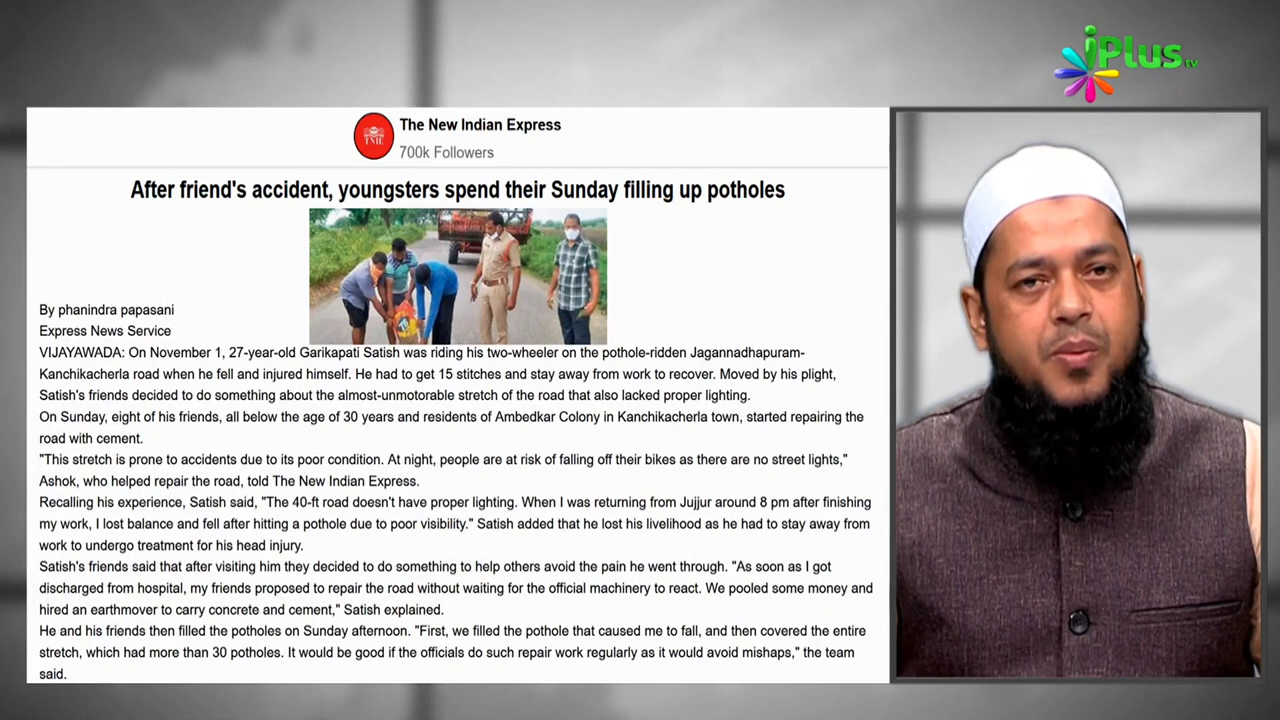 iPlus tv
The New Indian Express
TNIE
700k Followers
After friend's accident, youngsters spend their Sunday filling up potholes
By phanindra papasani
Express News Service
VIJAYAWADA: On November 1, 27-year-old Garikapati Satish was riding his two-wheeler on the pothole-ridden Jagannadhapuram-
Kanchikacherla road when he fell and injured himself. He had to get 15 stitches and stay away from work to recover. Moved by his plight,
Satish's friends decided to do something about the almost-unmotorable stretch of the road that also lacked proper lighting.
On Sunday, eight of his friends, all below the age of 30 years and residents of Ambedkar Colony in Kanchikacherla town, started repairing the
road with cement.
"This stretch is prone to accidents due to its poor condition. At night, people are at risk of falling off their bikes as there are no street lights,"
Ashok, who helped repair the road, told The New Indian Express.
Recalling his experience, Satish said, "The 40-ft road doesn't have proper lighting. When I was returning from Jujjur around 8 pm after finishing
my work, I lost balance and fell after hitting a pothole due to poor visibility." Satish added that he lost his livelihood as he had to stay away from
work to undergo treatment for his head injury.
Satish's friends said that after visiting him they decided to do something to help others avoid the pain he went through. "As soon as I got
discharged from hospital, my friends proposed to repair the road without waiting for the official machinery to react. We pooled some money and
hired an earthmover to carry concrete and cement," Satish explained.
He and his friends then filled the potholes on Sunday afternoon. "First, we filled the pothole that caused me to fall, and then covered the entire
stretch, which had more than 30 potholes. It would be good if the officials do such repair work regularly as it would avoid mishaps," the team
said.